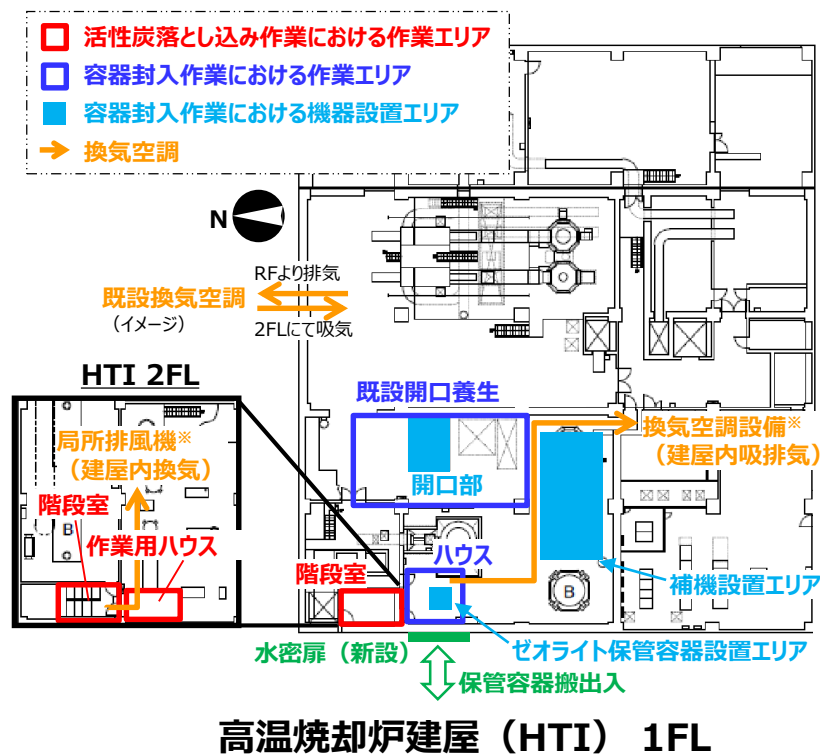 活性炭落とし込み作業における作業エリア
容器封入作業における作業エリア
容器封入作業における機器設置エリア
換気空調
N
RFより排気
既設換気空調
（イメージ）
2FLにて吸気
HTI 2FL
局所排風機※
（建屋内換気）
階段室
B
作業用ハウス
既設開口養生
開口部
換気空調設備※
（建屋内吸排気）
階段室
ハウス
B
補機設置エリア
水密扉（新設）
ゼオライト保管容器設置エリア
保管容器搬出入
高温焼却炉建屋（HTI） 1FL